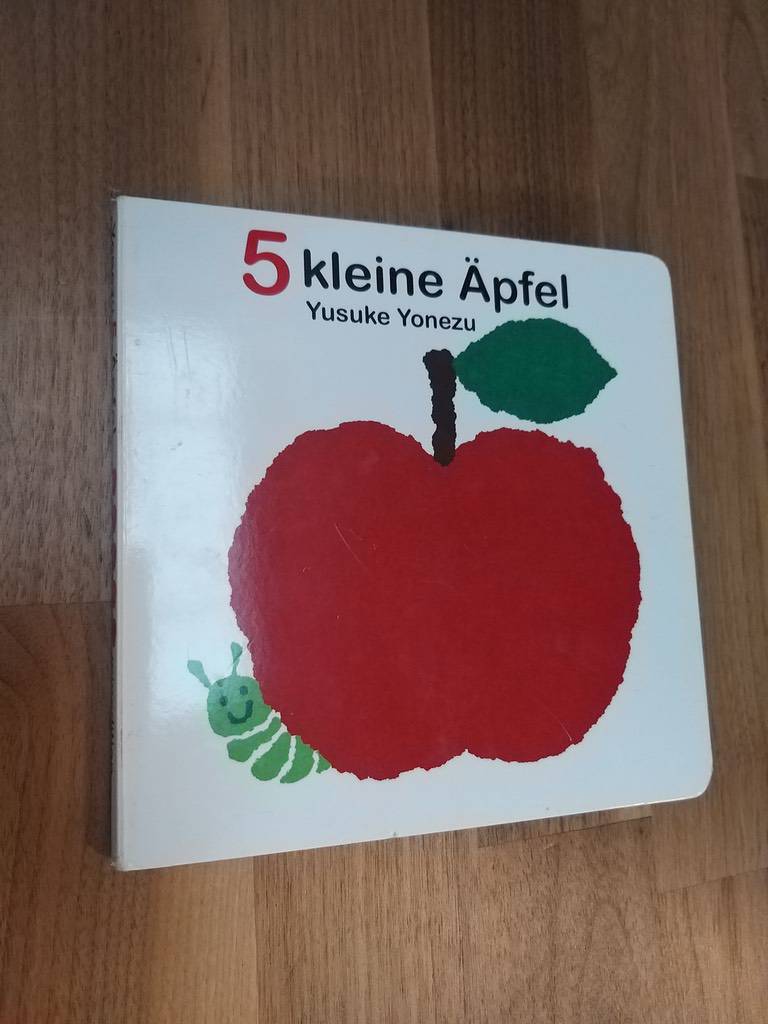 5 kleine Äpfel
Yusuke Yonezu